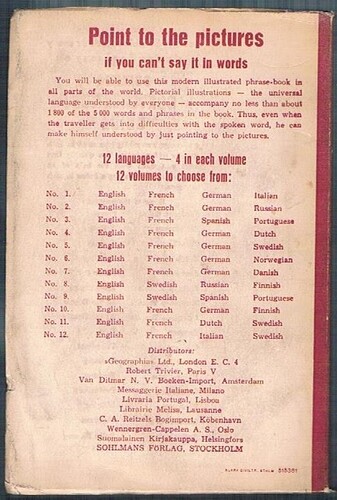 Point to the pictures
if you can't say it in words
You will be able to use this modern illustrated phrase-book in
all parts of the world. Pictorial illustrations — the universal
language understood by everyone — accompany no less than about
1 800 of the 5 000 words and phrases in the book. Thus, even when
the traveller gets into difficulties with the spoken word, he can
make himself understood by just pointing to the pictures.
12 languages — 4 in each volume
12 volumes to choose from:
No. 1. English French German Italian
No. 2. English French German Russian
No. 3. English French Spanish Portuguese
No. 4. English French German Dutch
No. 5. English French German Swedish
No. 6. English French German Norwegian
No. 7. English French German Danish
No. 8. English Swedish Russian Finnish
No. 9. English Swedish Spanish Portuguese
No. 10. English French German Finnish
No. 11. English French Dutch Swedish
No. 12. English French Italian Swedish
Distributors:
»Geographia» Ltd., London E. C. 4
Robert Trivier, Paris V
Van Ditmar N. V. Boeken-Import, Amsterdam
Messaggerie Italiane, Milano
Livraria Portugal, Lisboa
Librairie Melisa, Lausanne
C. A. Reitzels Bogimport, København
Wennergren-Cappelen A. S., Oslo
Suomalainen Kirjakauppa, Helsingfors
SOHLMANS FÖRLAG, STOCKHOLM